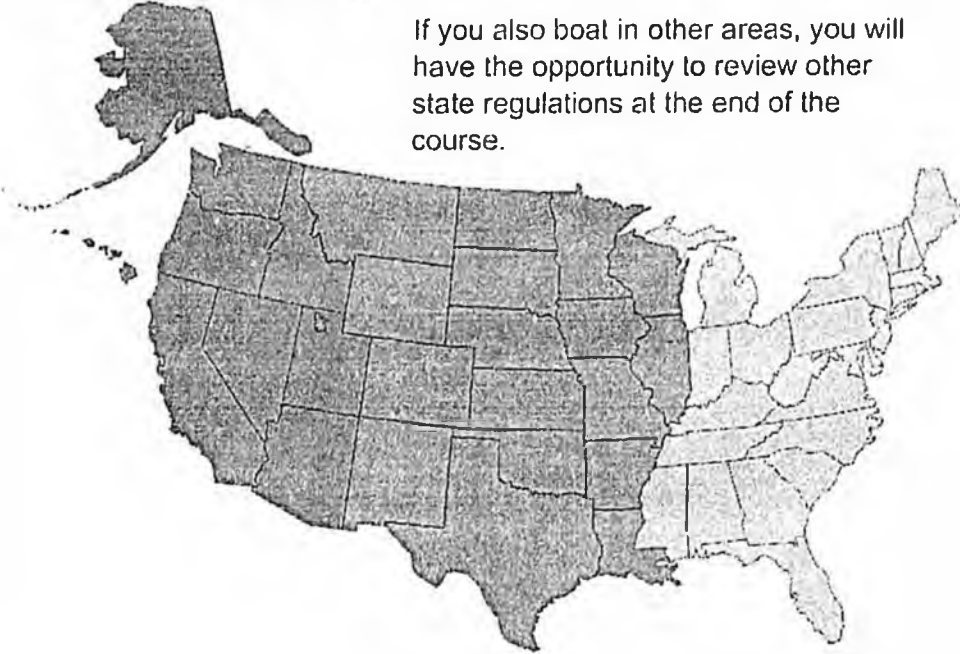 If you also boat in other areas, you will
have the opportunity to review other
state regulations at the end of the
course.